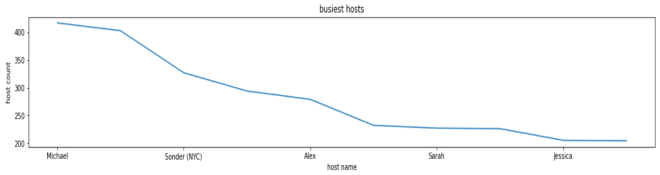 busiest hosts
400
350
300
250
200
host count
Michael Sonder (NYC) Alex Sarah Jessica
host name